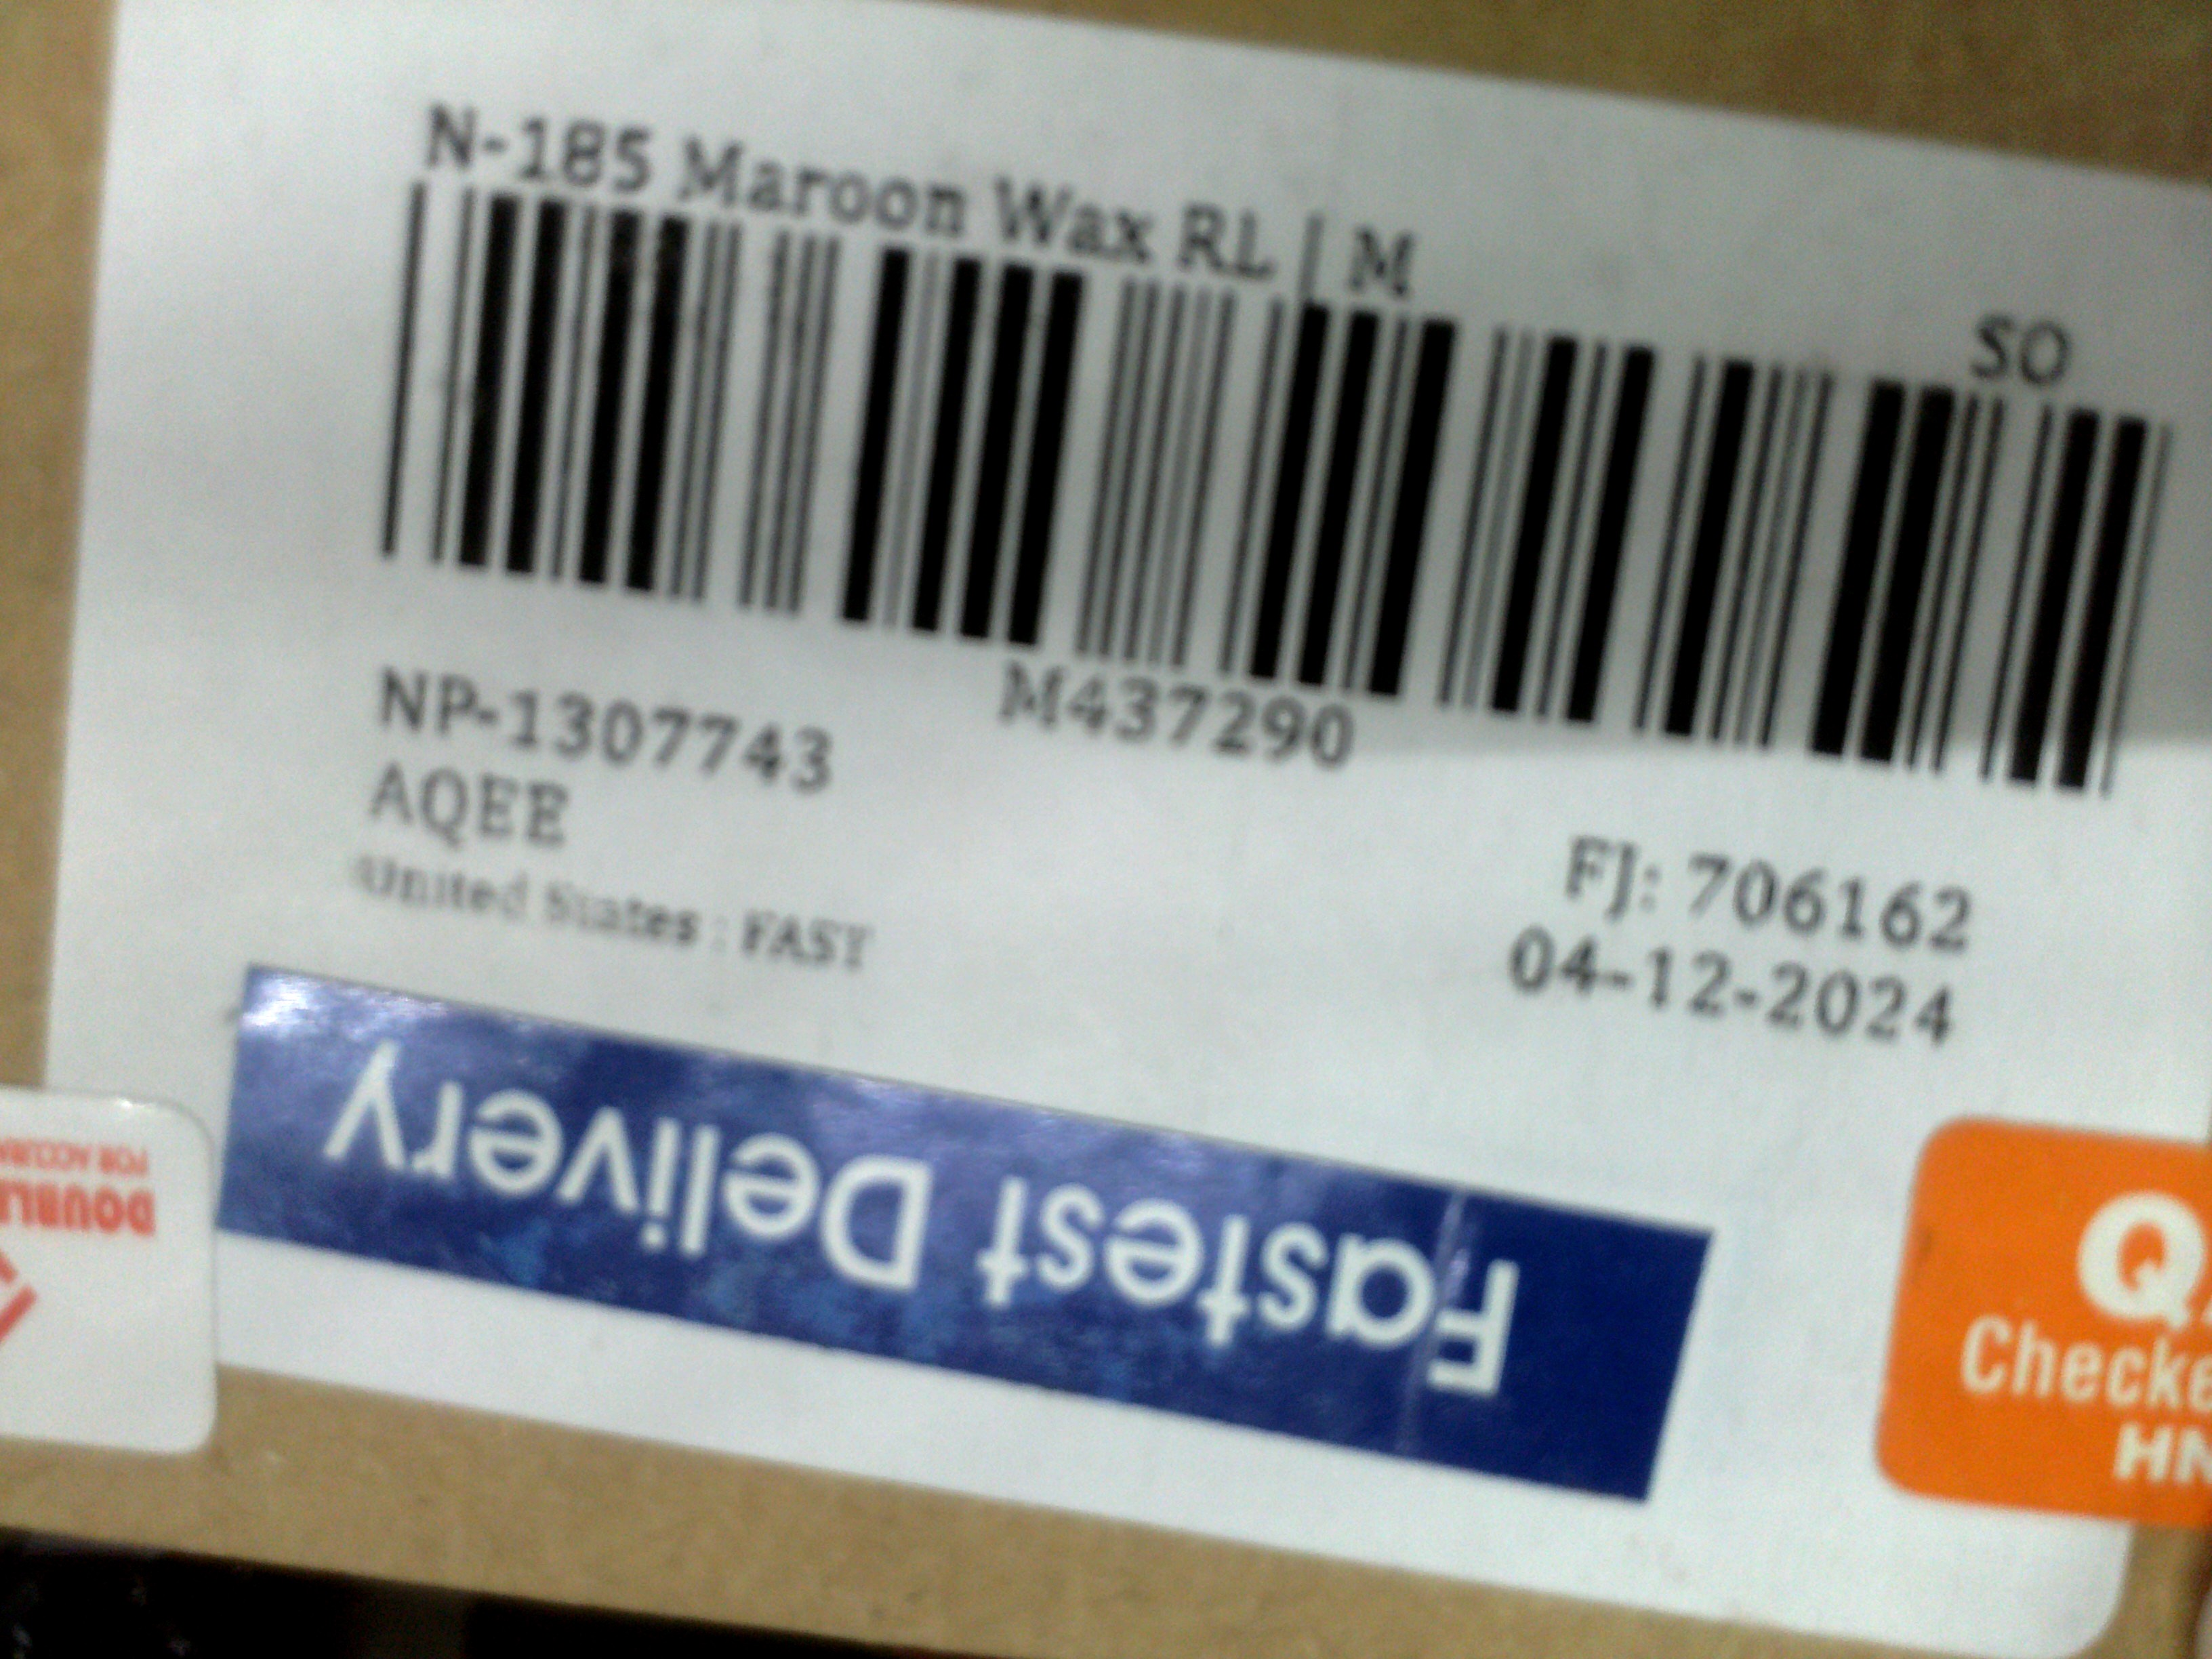 N-185 Maroon Wax RL | M
SO
NP-1307743
M437290
AQEE
FJ: 706162
United States : FAST
04-12-2024
Fastest Delivery
Checke
HN